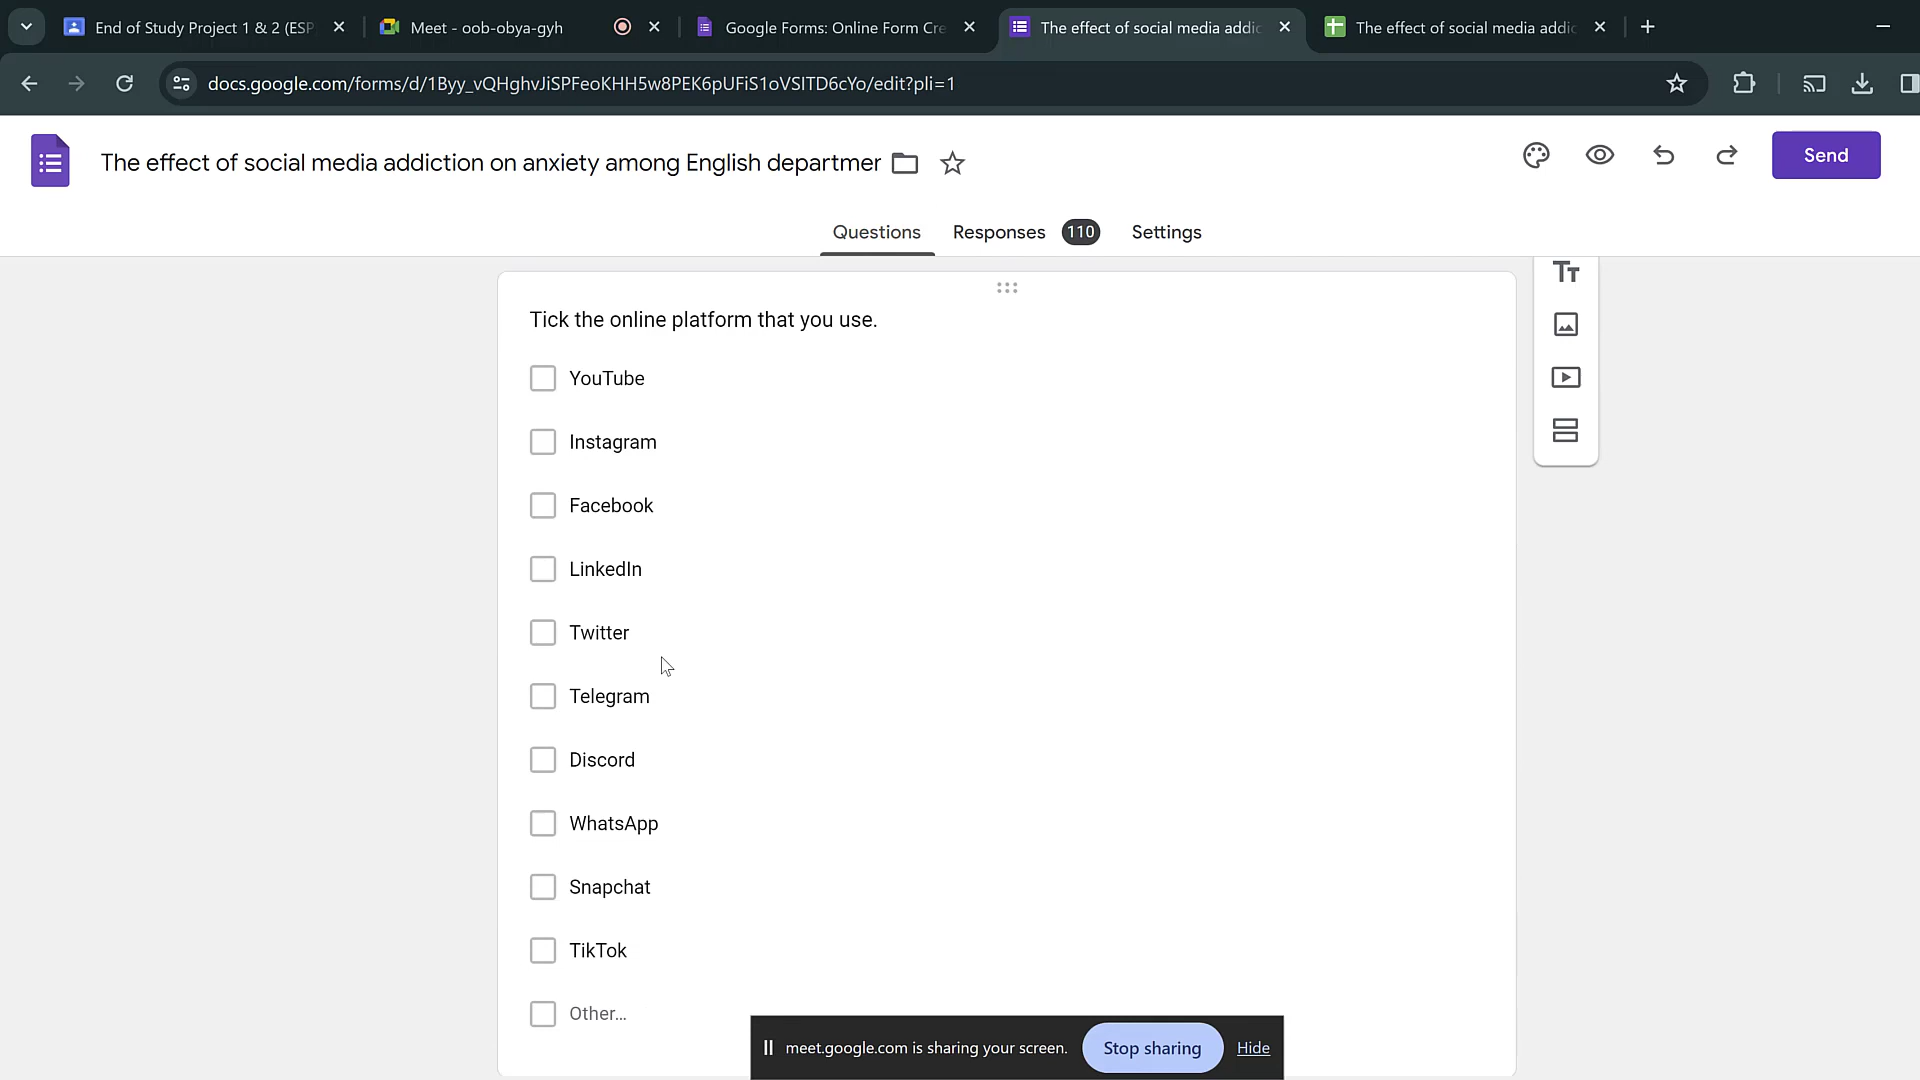 End of Study Project 1 & 2 (ESP
Meet - oob-obya-gyh
Google Forms: Online Form Cre
The effect of social media addic
The effect of social media addic
docs.google.com/forms/d/1Byy_vQHghvJiSPFeoKHH5w8PEK6pUFiS1oVSITD6cYo/edit?pli=1
The effect of social media addiction on anxiety among English departmer
Send
Questions
Responses 110
Settings
Tick the online platform that you use.
YouTube
Instagram
Facebook
LinkedIn
Twitter
Telegram
Discord
WhatsApp
Snapchat
TikTok
Other...
meet.google.com is sharing your screen.
Stop sharing
Hide